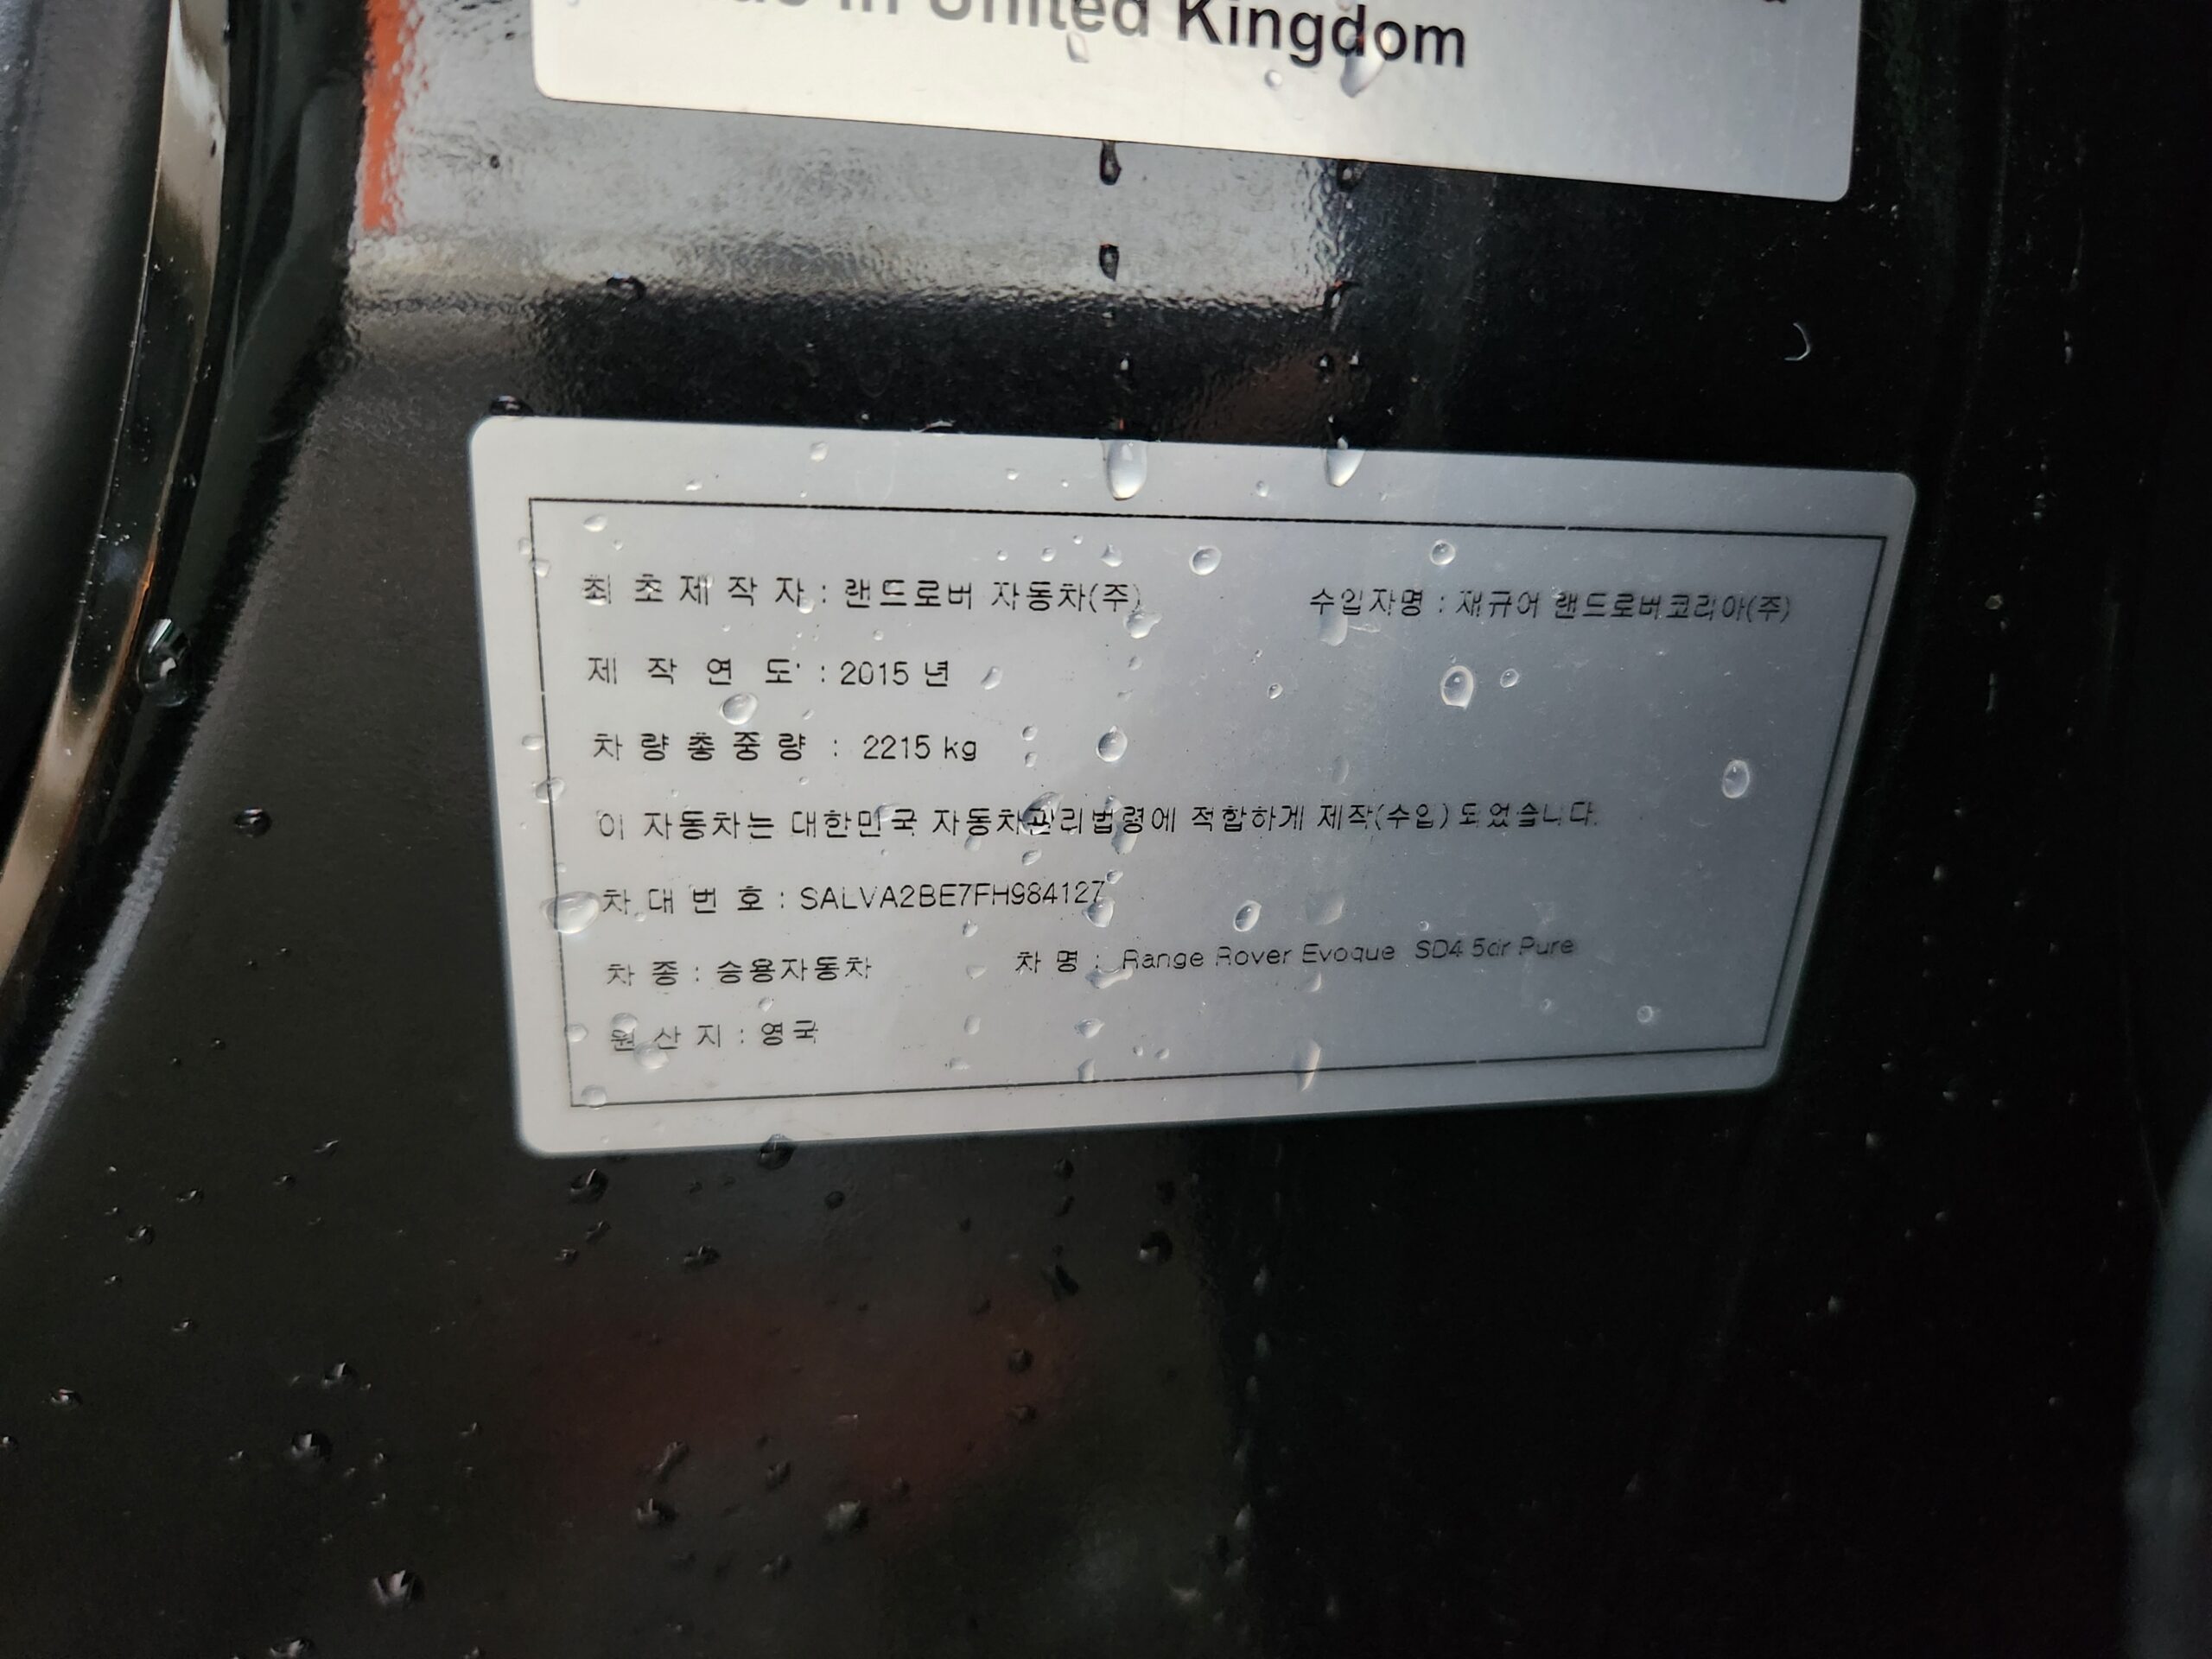 in United Kingdom
최초제작자 : 랜드로버 자동차(주) 수입자명 : 재규어 랜드로버코리아(주)
제 작 연 도 : 2015 년
차량총중량 : 2215 kg
이 자동차는 대한민국 자동차관리법령에 적합하게 제작(수입) 되었습니다.
차 대 번 호 : SALVA2BE7FH984127
차 종 : 승용자동차 차 명 : Range Rover Evoque SD4 5dr Pure
원 산 지 : 영국